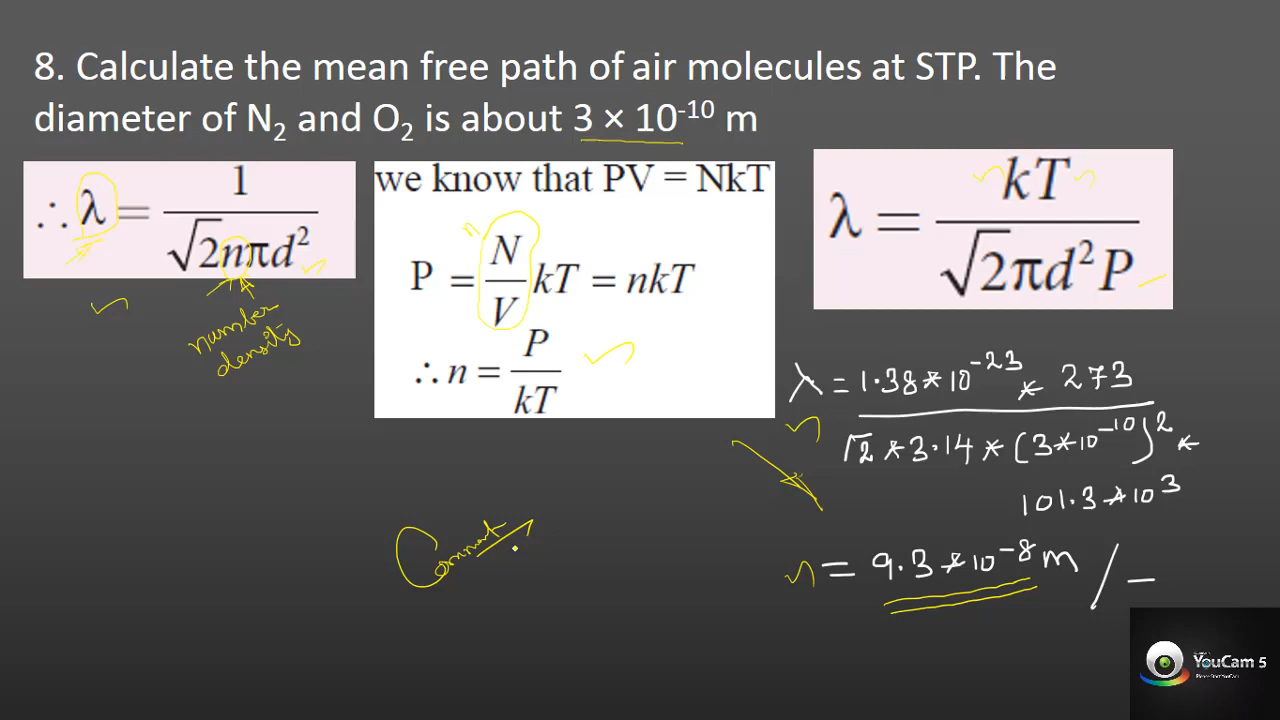 8. Calculate the mean free path of air molecules at STP. The
diameter of N₂ and O₂ is about 3 × 10⁻¹⁰ m
∴ λ = 1 / √2nπd²
number
density
we know that PV = NkT
n
P = N/V kT = nkT
∴ n = P/kT
λ = kT / √2πd²P
λ = 1.38*10⁻²³ * 273
√2 * 3.14 * (3*10⁻¹⁰)² *
101.3*10³
= 9.3*10⁻⁸ m /–
Comment
YouCam 5